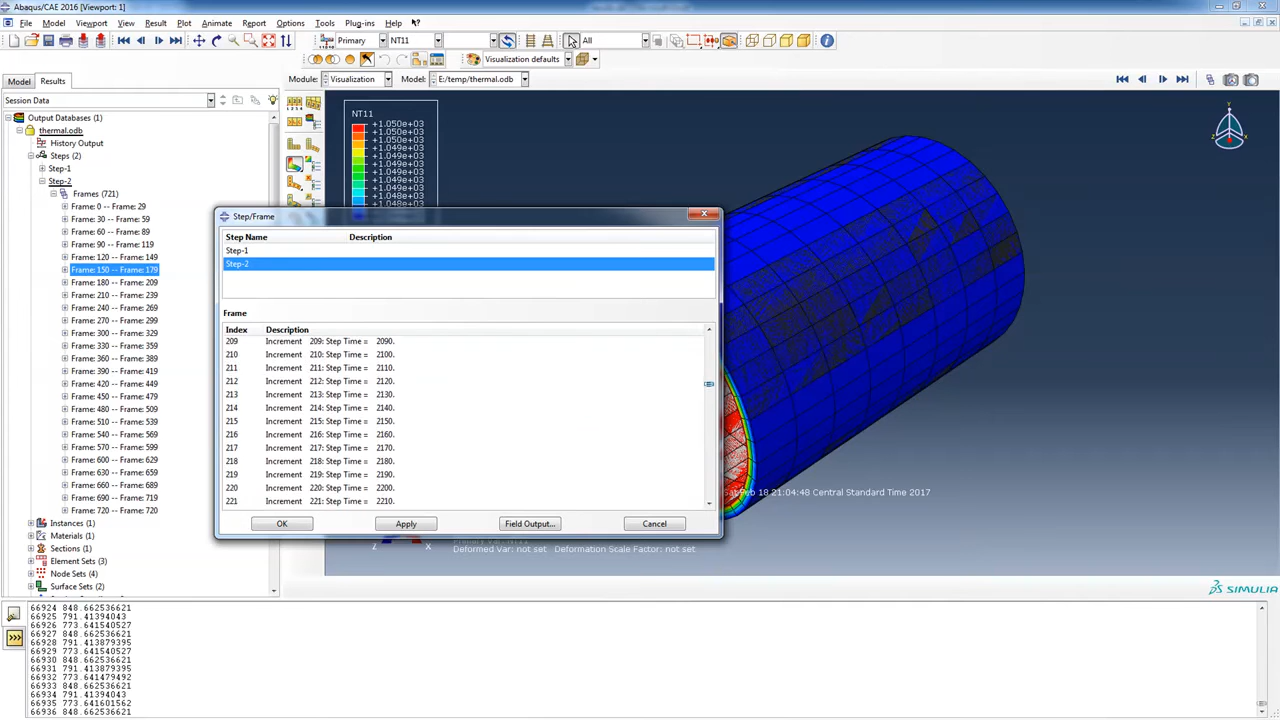 Abaqus/CAE 2016 [Viewport: 1]
File Model Viewport View Result Plot Animate Report Options Tools Plug-ins Help
Primary NT11 All
Visualization defaults
Model Results Module: Visualization Model: E:/temp/thermal.odb
Session Data
Output Databases (1)
thermal.odb
History Output
Steps (2)
Step-1
Step-2
Frames (721)
Frame: 0 -- Frame: 29
Frame: 30 -- Frame: 59
Frame: 60 -- Frame: 89
Frame: 90 -- Frame: 119
Frame: 120 -- Frame: 149
Frame: 150 -- Frame: 179
Frame: 180 -- Frame: 209
Frame: 210 -- Frame: 239
Frame: 240 -- Frame: 269
Frame: 270 -- Frame: 299
Frame: 300 -- Frame: 329
Frame: 330 -- Frame: 359
Frame: 360 -- Frame: 389
Frame: 390 -- Frame: 419
Frame: 420 -- Frame: 449
Frame: 450 -- Frame: 479
Frame: 480 -- Frame: 509
Frame: 510 -- Frame: 539
Frame: 540 -- Frame: 569
Frame: 570 -- Frame: 599
Frame: 600 -- Frame: 629
Frame: 630 -- Frame: 659
Frame: 660 -- Frame: 689
Frame: 690 -- Frame: 719
Frame: 720 -- Frame: 720
Instances (1)
Materials (1)
Sections (1)
Element Sets (3)
Node Sets (4)
Surface Sets (2)
NT11
+1.050e+03
+1.050e+03
+1.050e+03
+1.049e+03
+1.049e+03
+1.049e+03
+1.049e+03
+1.048e+03
+1.048e+03
Step/Frame
Step Name Description
Step-1
Step-2
Frame
Index Description
209 Increment 209: Step Time = 2090.
210 Increment 210: Step Time = 2100.
211 Increment 211: Step Time = 2110.
212 Increment 212: Step Time = 2120.
213 Increment 213: Step Time = 2130.
214 Increment 214: Step Time = 2140.
215 Increment 215: Step Time = 2150.
216 Increment 216: Step Time = 2160.
217 Increment 217: Step Time = 2170.
218 Increment 218: Step Time = 2180.
219 Increment 219: Step Time = 2190.
220 Increment 220: Step Time = 2200.
221 Increment 221: Step Time = 2210.
OK Apply Field Output... Cancel
Y
X
Z
Sat Feb 18 21:04:48 Central Standard Time 2017
Primary Var: NT11
Deformed Var: not set Deformation Scale Factor: not set
Z X
SIMULIA
66924 848.662536621
66925 791.41394043
66926 773.641540527
66927 848.662536621
66928 791.413879395
66929 773.641540527
66930 848.662536621
66931 791.413879395
66932 773.641540527
66933 848.662536621
66934 791.41394043
66935 773.641601562
66936 848.662536621